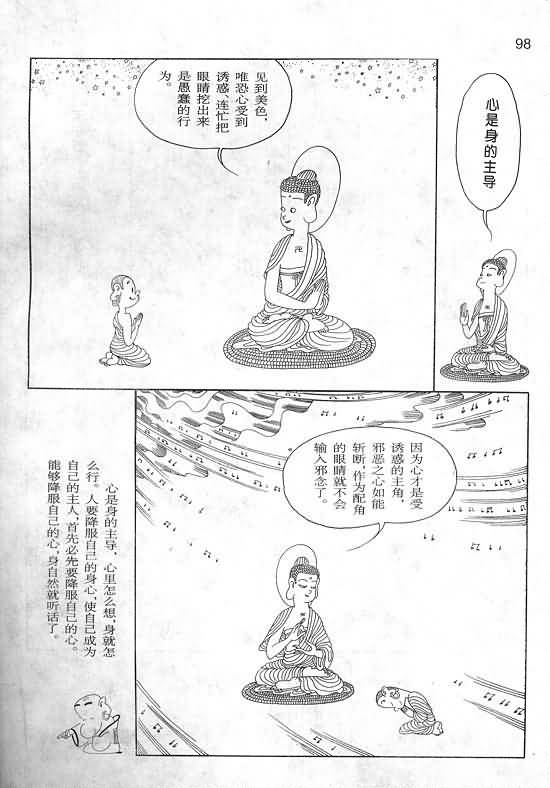 98
心是身的主导
见到美色，
唯恐心受到
诱惑、连忙把
眼睛挖出来
是愚蠢的行
为。
因为心才是受
诱惑的主角，
邪恶之心如能
斩断，作为配角
的眼睛就不会
输入邪念了。
心是身的主导，心里怎么想，身就怎
么行。人要降服自己的身心，使自己成为
自己的主人，首先必先要降服自己的心。
能够降服自己的心，身自然就听话了。